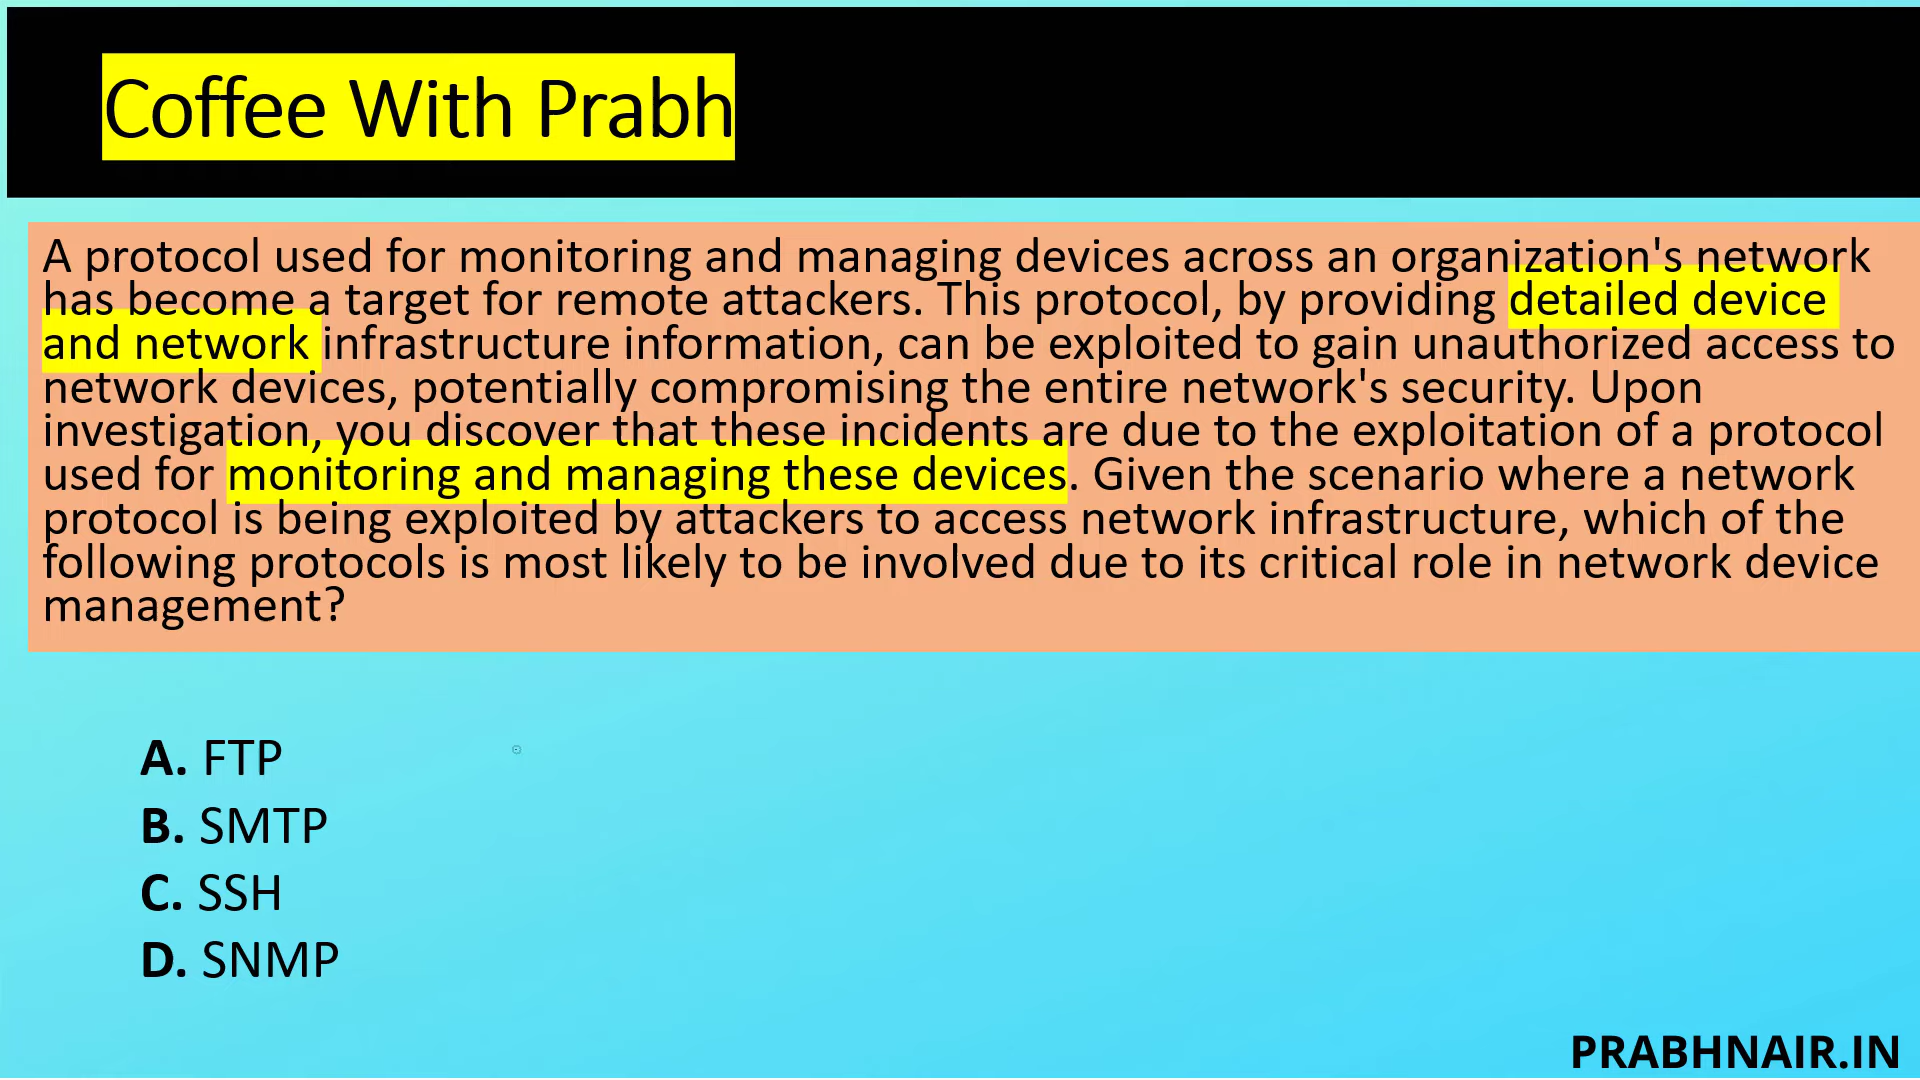 Coffee With Prabh
A protocol used for monitoring and managing devices across an organization's network
has become a target for remote attackers. This protocol, by providing detailed device
and network infrastructure information, can be exploited to gain unauthorized access to
network devices, potentially compromising the entire network's security. Upon
investigation, you discover that these incidents are due to the exploitation of a protocol
used for monitoring and managing these devices. Given the scenario where a network
protocol is being exploited by attackers to access network infrastructure, which of the
following protocols is most likely to be involved due to its critical role in network device
management?
A. FTP
B. SMTP
C. SSH
D. SNMP
PRABHNAIR.IN